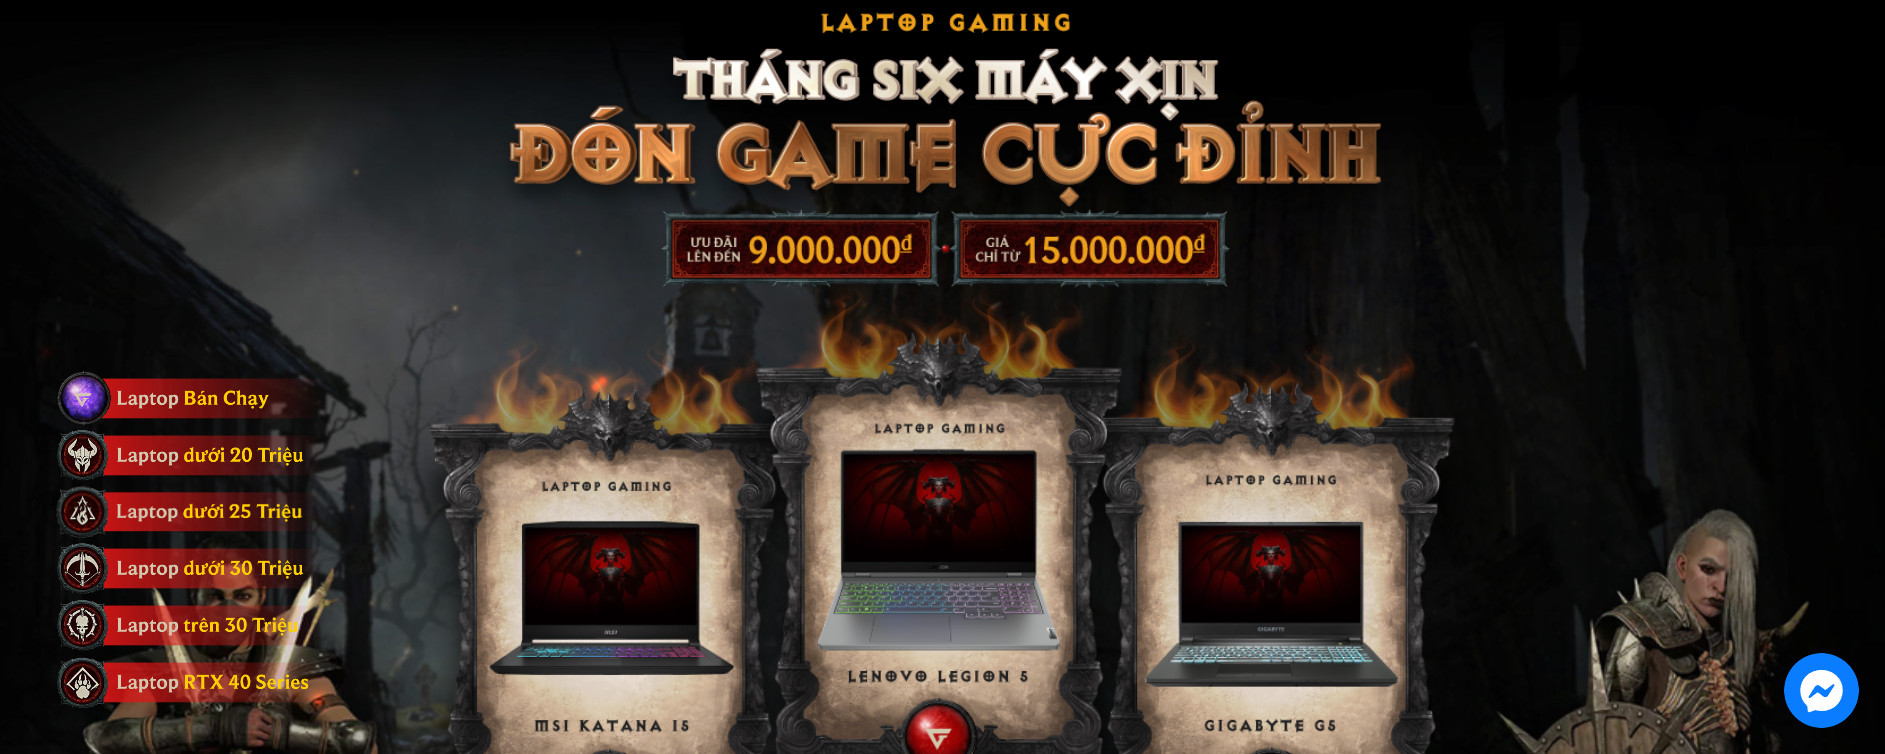 LAPTOP GAMING
THÁNG SIX MÁY XỊN
ĐÓN GAME CỰC ĐỈNH
ƯU ĐÃI
LÊN ĐẾN 9.000.000đ
GIÁ
CHỈ TỪ 15.000.000đ
Laptop Bán Chạy
Laptop dưới 20 Triệu
Laptop dưới 25 Triệu
Laptop dưới 30 Triệu
Laptop trên 30 Triệu
Laptop RTX 40 Series
LAPTOP GAMING
MSI
MSI KATANA 15
LAPTOP GAMING
LENOVO LEGION 5
LAPTOP GAMING
GIGABYTE
GIGABYTE G5